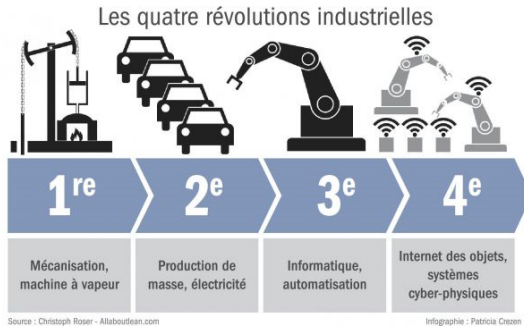 Les quatre révolutions industrielles
1re
2e
3e
4e
Mécanisation,
machine à vapeur
Production de
masse, électricité
Informatique,
automatisation
Internet des objets,
systèmes
cyber-physiques
Source : Christoph Roser - Allaboutlean.com
Infographie : Patricia Crezen